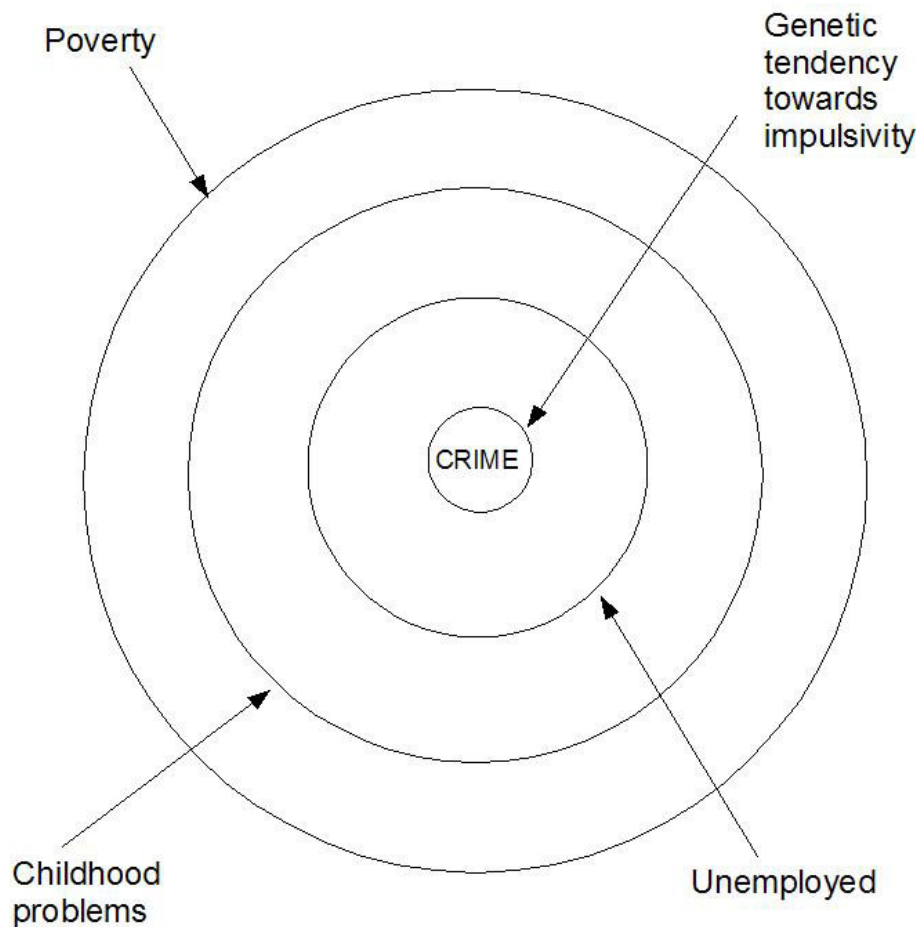 Poverty
Genetic
tendency
towards
impulsivity
CRIME
Childhood
problems
Unemployed